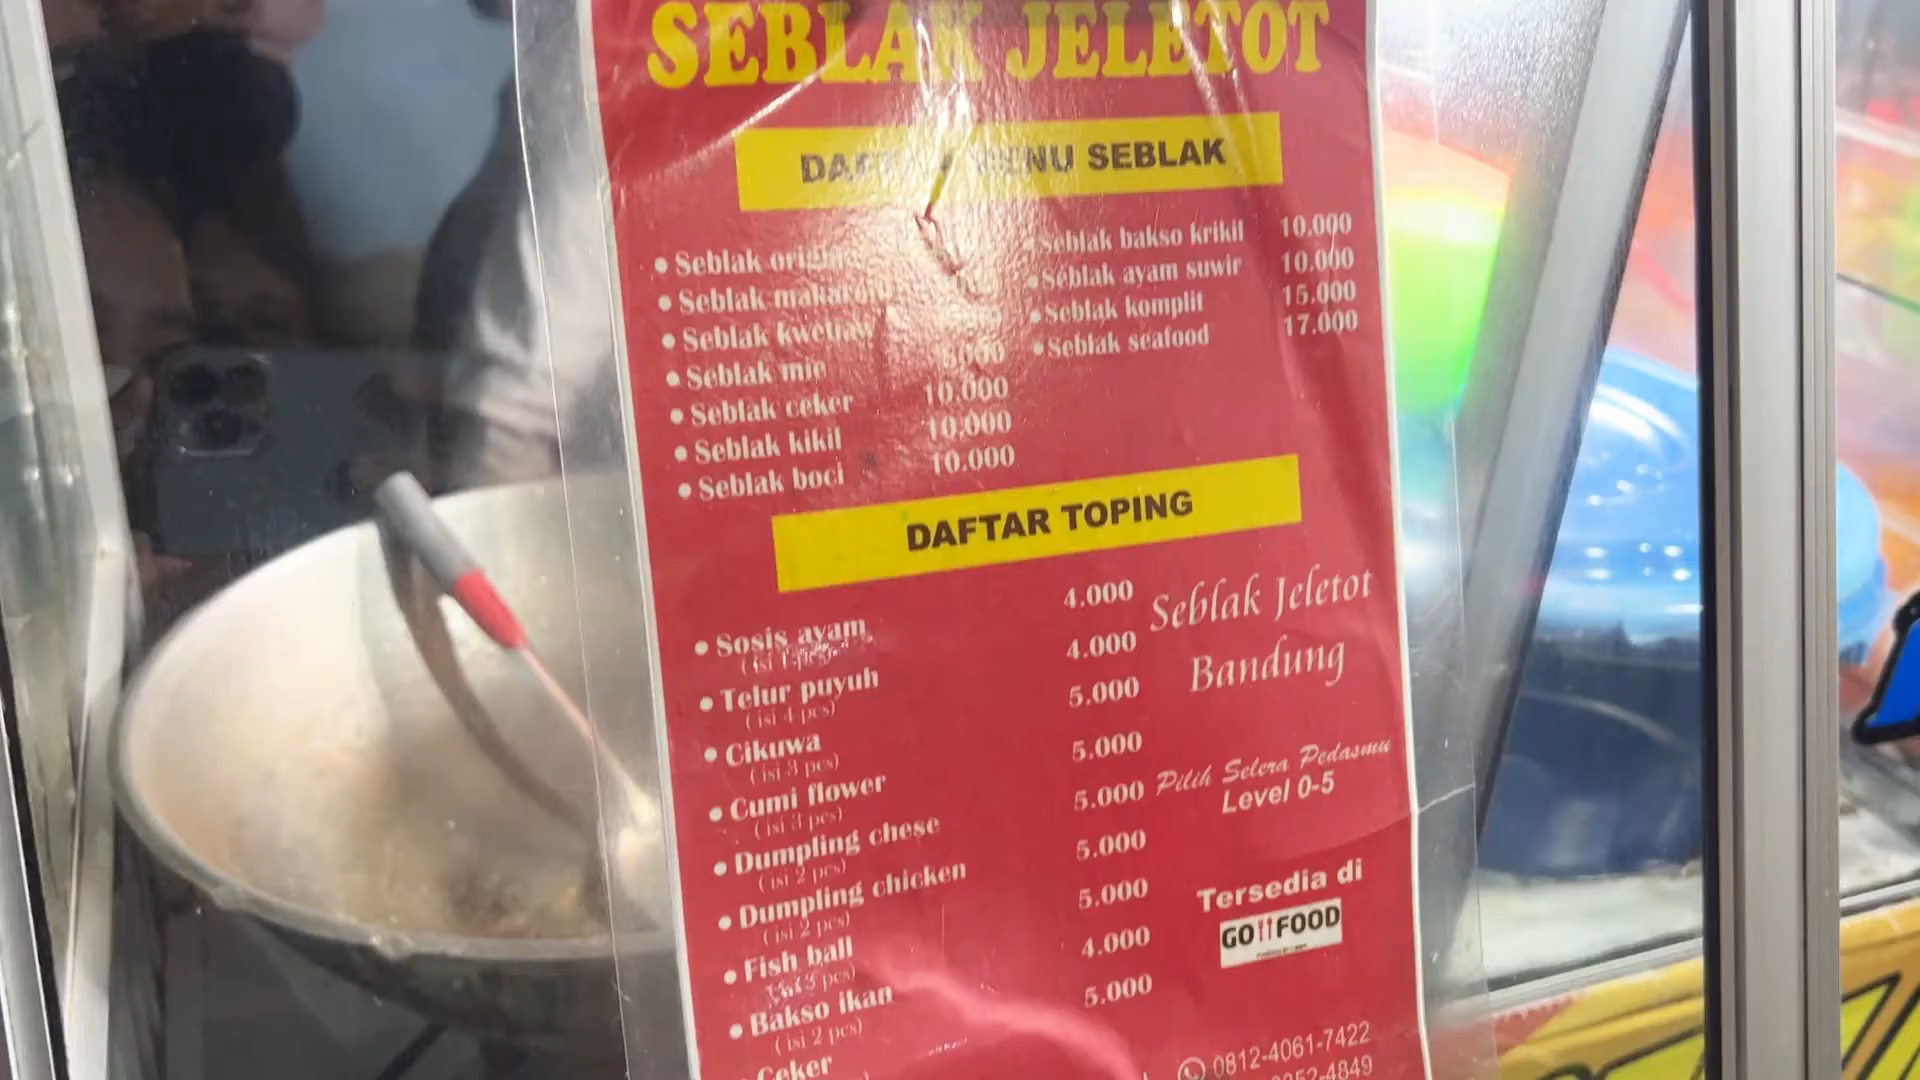 SEBLAK JELETOT
DAFTAR MENU SEBLAK
• Seblak
• Seblak
• Seblak
• Seblak mie
• Seblak ceker 10.000
• Seblak kikil 10.000
• Seblak boci 10.000
Seblak bakso krikil 10.000
• Seblak ayam suwir 10.000
• Seblak komplit 15.000
• Seblak seafood 17.000
DAFTAR TOPING
• Sosis ayam 4.000
• Telur puyuh 4.000
(isi 4 pcs)
• Cikuwa 5.000
(isi 3 pcs)
• Cumi flower 5.000
(isi 3 pcs)
• Dumpling chese 5.000
(isi 2 pcs)
• Dumpling chicken 5.000
(isi 2 pcs)
• Fish ball 5.000
3 pcs)
• Bakso ikan 4.000
(isi 2 pcs)
Ceker 5.000
Seblak Jeletot
Bandung
Pilih Selera Pedasmu
Level 0-5
Tersedia di
GO FOOD
0812-4061-7422
4849